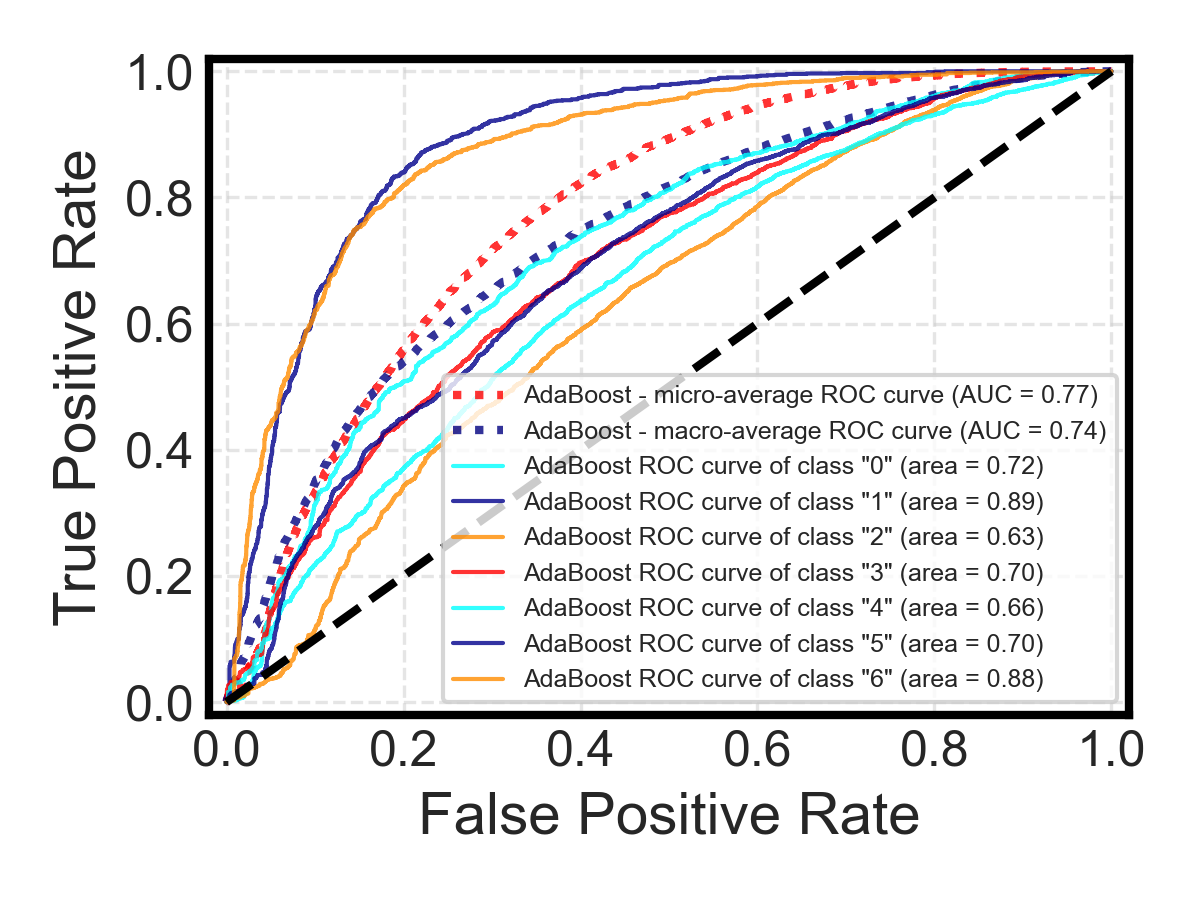 True Positive Rate
1.0
0.8
0.6
0.4
0.2
0.0
AdaBoost - micro-average ROC curve (AUC = 0.77)
AdaBoost - macro-average ROC curve (AUC = 0.74)
AdaBoost ROC curve of class "0" (area = 0.72)
AdaBoost ROC curve of class "1" (area = 0.89)
AdaBoost ROC curve of class "2" (area = 0.63)
AdaBoost ROC curve of class "3" (area = 0.70)
AdaBoost ROC curve of class "4" (area = 0.66)
AdaBoost ROC curve of class "5" (area = 0.70)
AdaBoost ROC curve of class "6" (area = 0.88)
0.0 0.2 0.4 0.6 0.8 1.0
False Positive Rate